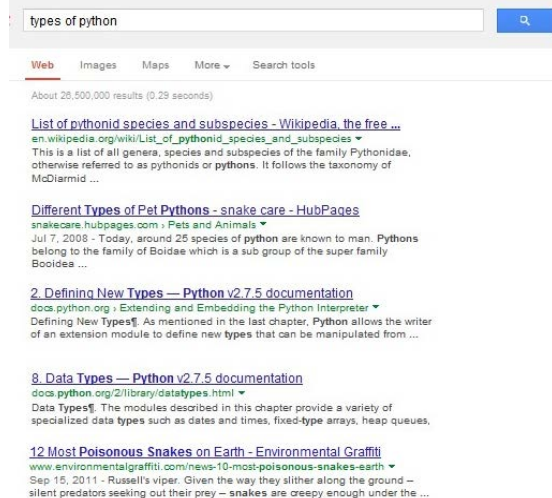 types of python
Web Images Maps More Search tools
About 26,500,000 results (0.29 seconds)
List of pythonid species and subspecies - Wikipedia, the free ...
en.wikipedia.org/wiki/List_of_pythonid_species_and_subspecies
This is a list of all genera, species and subspecies of the family Pythonidae,
otherwise referred to as pythonids or pythons. It follows the taxonomy of
McDiarmid ...
Different Types of Pet Pythons - snake care - HubPages
snakecare.hubpages.com › Pets and Animals
Jul 7, 2008 - Today, around 25 species of python are known to man. Pythons
belong to the family of Boidae which is a sub group of the super family
Booidea ...
2. Defining New Types — Python v2.7.5 documentation
docs.python.org › Extending and Embedding the Python Interpreter
Defining New Types¶. As mentioned in the last chapter, Python allows the writer
of an extension module to define new types that can be manipulated from ...
8. Data Types — Python v2.7.5 documentation
docs.python.org/2/library/datatypes.html
Data Types¶. The modules described in this chapter provide a variety of
specialized data types such as dates and times, fixed-type arrays, heap queues,
12 Most Poisonous Snakes on Earth - Environmental Graffiti
www.environmentalgraffiti.com/news-10-most-poisonous-snakes-earth
Sep 15, 2011 - Russell's viper. Given the way they slither along the ground –
silent predators seeking out their prey – snakes are creepy enough under the ...